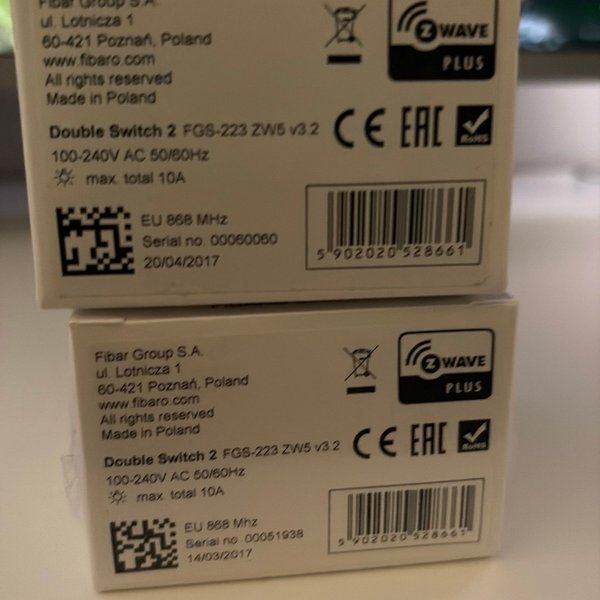 Fibar Group S.A.
ul. Lotnicza 1
60-421 Poznań, Poland
www.fibaro.com
All rights reserved
Made in Poland
Z WAVE
PLUS
Double Switch 2 FGS-223 ZW5 v3.2
CE EAC RoHS
100-240V AC 50/60Hz
max. total 10A
EU 868 MHz
Serial no. 00060060
20/04/2017
5 902020 528661
Fibar Group S.A.
ul. Lotnicza 1
60-421 Poznań, Poland
www.fibaro.com
All rights reserved
Made in Poland
Z WAVE
PLUS
Double Switch 2 FGS-223 ZW5 v3.2
CE EAC RoHS
100-240V AC 50/60Hz
max. total 10A
EU 868 Mhz
Serial no. 00051938
14/03/2017
5 902020 528661